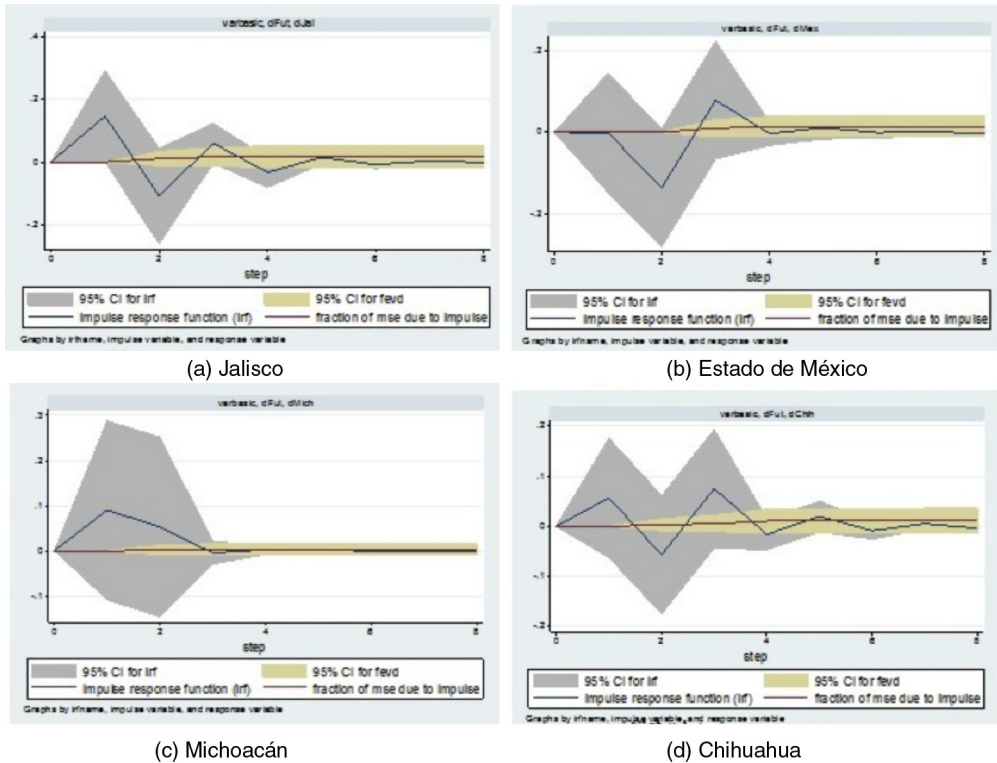 varbasic, dFut, dJal
.4
.2
0
-.2
0 2 4 6 8
step
95% CI for irf 95% CI for fevd
impulse response function (irf) fraction of mse due to impulse
Graphs by irfname, impulse variable, and response variable
(a) Jalisco
varbasic, dFut, dMex
.2
0
-.2
0 2 4 6 8
step
95% CI for irf 95% CI for fevd
impulse response function (irf) fraction of mse due to impulse
Graphs by irfname, impulse variable, and response variable
(b) Estado de México
varbasic, dFut, dMich
.3
.2
.1
0
-.1
0 2 4 6 8
step
95% CI for irf 95% CI for fevd
impulse response function (irf) fraction of mse due to impulse
Graphs by irfname, impulse variable, and response variable
(c) Michoacán
varbasic, dFut, dChih
.2
.1
0
-.1
-.2
0 2 4 6 8
step
95% CI for irf 95% CI for fevd
impulse response function (irf) fraction of mse due to impulse
Graphs by irfname, impulse variable, and response variable
(d) Chihuahua